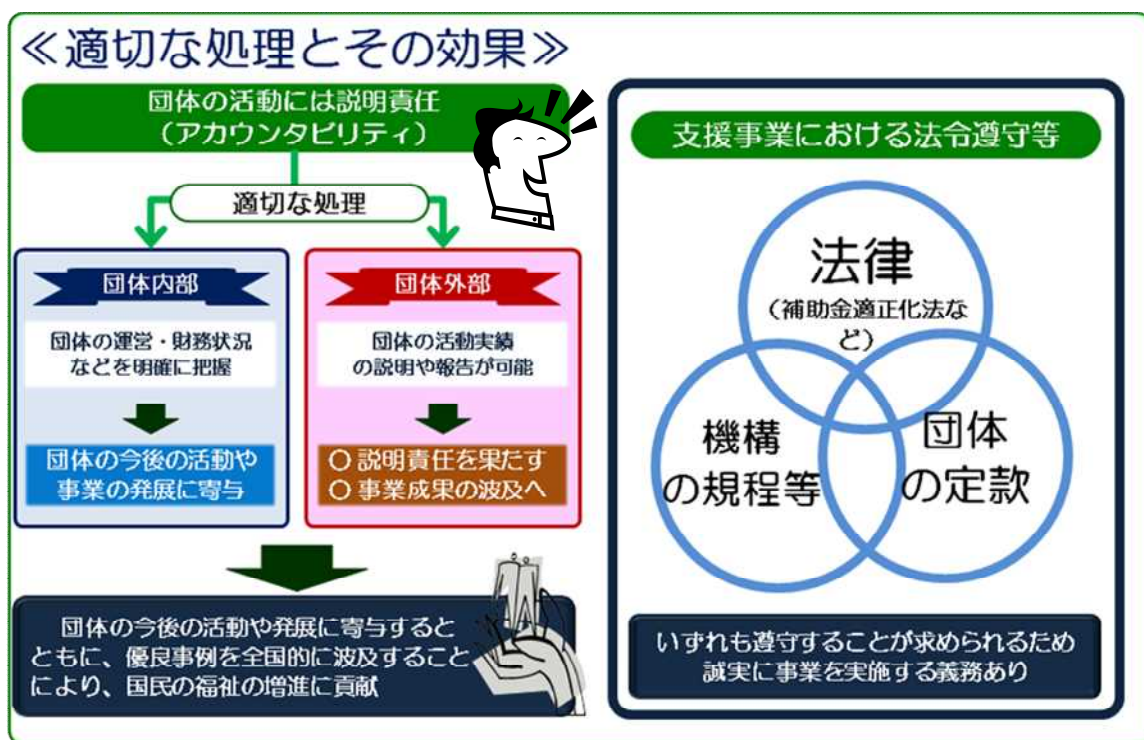 ≪適切な処理とその効果≫
団体の活動には説明責任
（アカウンタビリティ）
適切な処理
団体内部
団体の運営・財務状況
などを明確に把握
団体の今後の活動や
事業の発展に寄与
団体外部
団体の活動実績
の説明や報告が可能
○ 説明責任を果たす
○ 事業成果の波及へ
団体の今後の活動や発展に寄与すると
ともに、優良事例を全国的に波及すること
により、国民の福祉の増進に貢献
支援事業における法令遵守等
法律
（補助金適正化法な
ど）
機構
の規程等
団体
の定款
いずれも遵守することが求められるため
誠実に事業を実施する義務あり